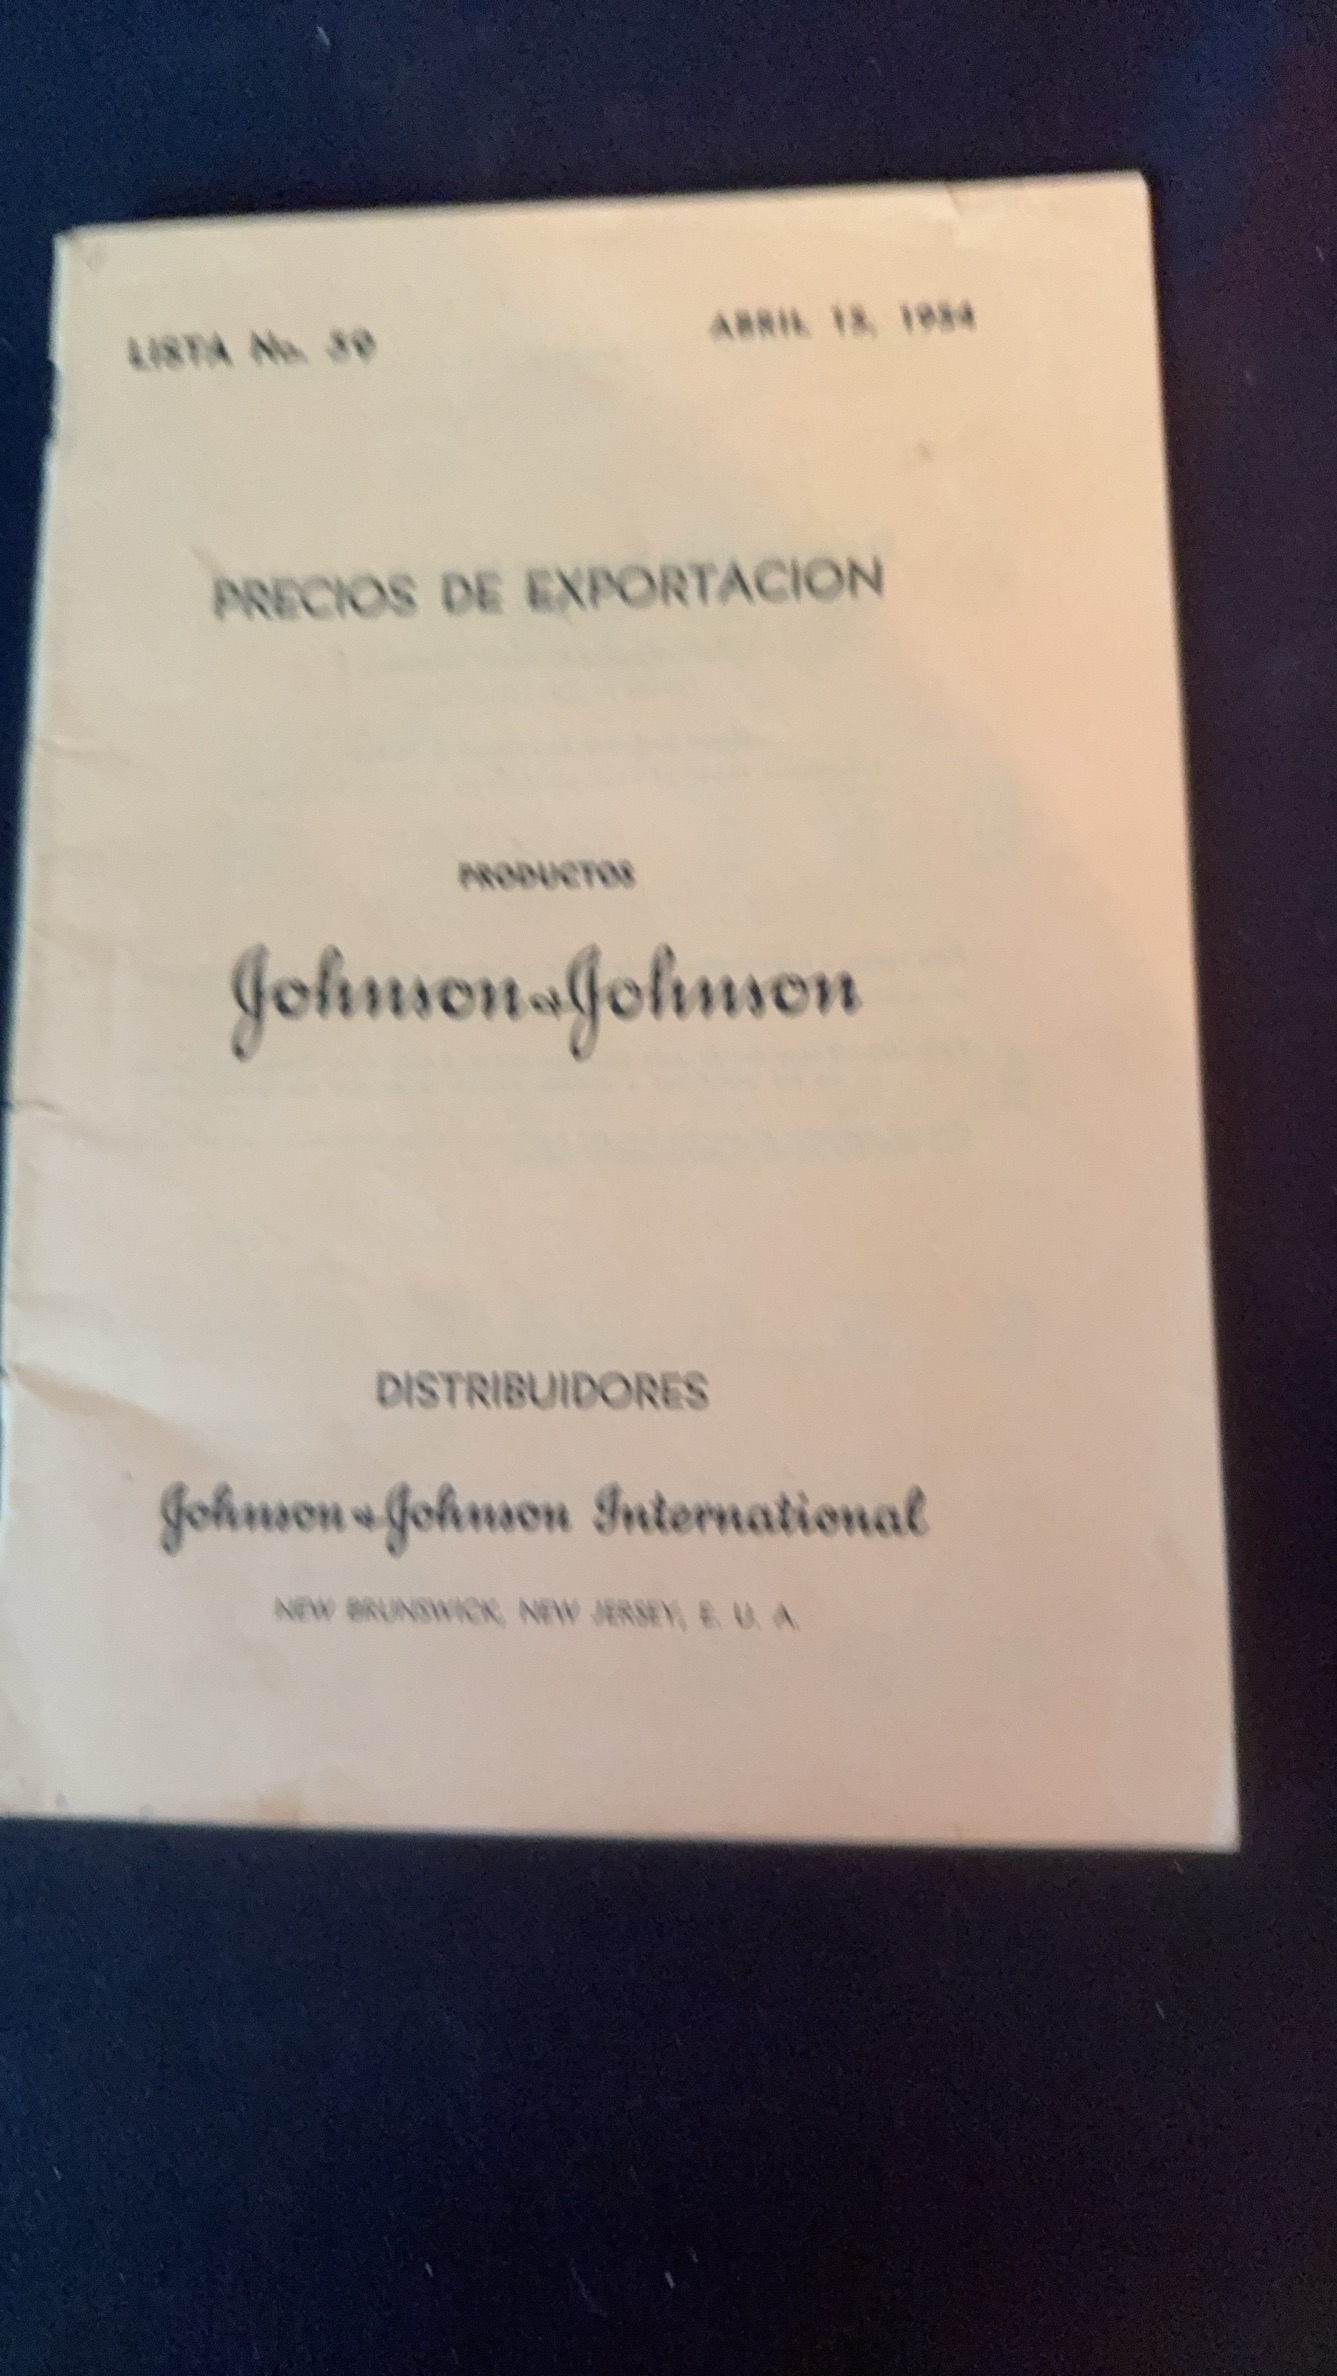 LISTA No. 59
ABRIL 15, 1954
PRECIOS DE EXPORTACION
PRODUCTOS
Johnson & Johnson
DISTRIBUIDORES
Johnson & Johnson International
NEW BRUNSWICK, NEW JERSEY, E. U. A.